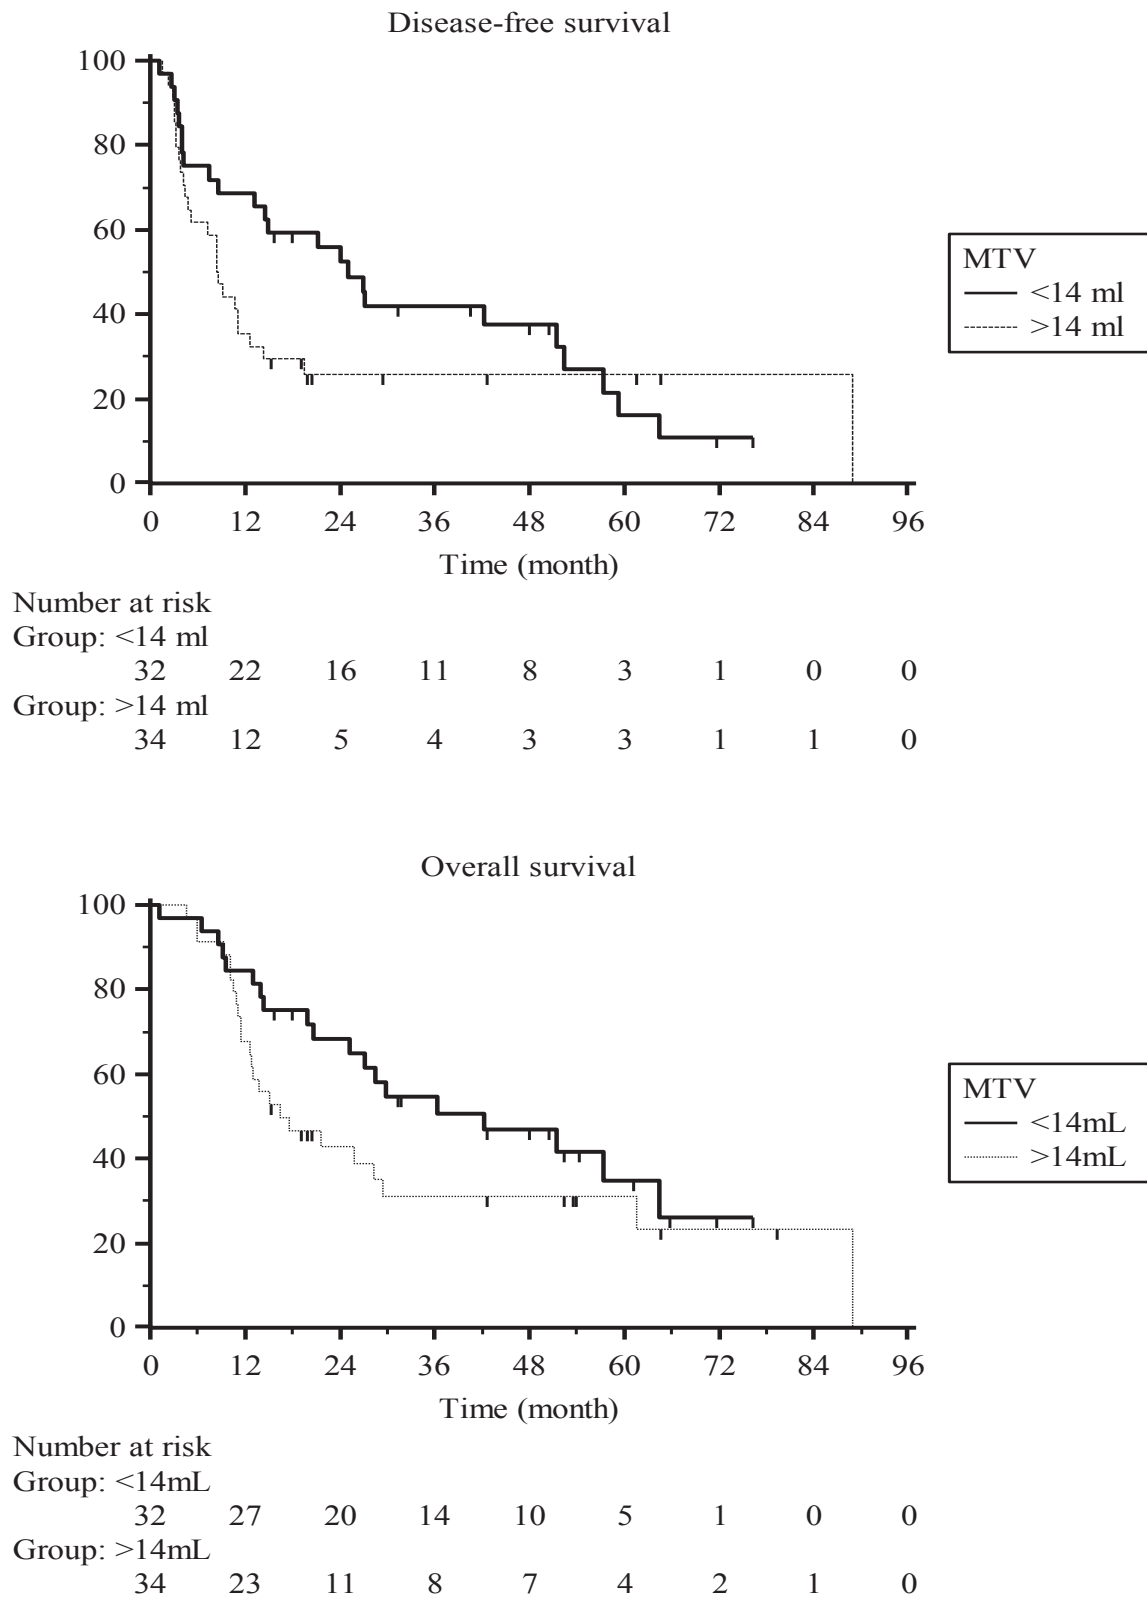 Disease-free survival
100
80
60
40
20
0
0 12 24 36 48 60 72 84 96
Time (month)
MTV
<14 ml
>14 ml
Number at risk
Group: <14 ml
32 22 16 11 8 3 1 0 0
Group: >14 ml
34 12 5 4 3 3 1 1 0
Overall survival
100
80
60
40
20
0
0 12 24 36 48 60 72 84 96
Time (month)
MTV
<14mL
>14mL
Number at risk
Group: <14mL
32 27 20 14 10 5 1 0 0
Group: >14mL
34 23 11 8 7 4 2 1 0